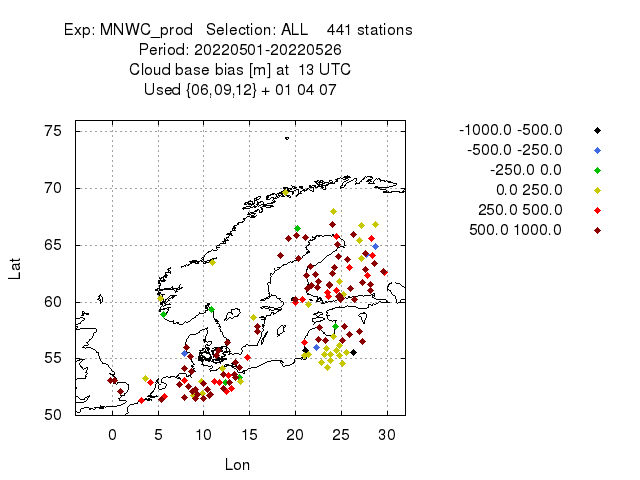 Exp: MNWC_prod Selection: ALL 441 stations
Period: 20220501-20220526
Cloud base bias [m] at 13 UTC
Used {06,09,12} + 01 04 07
-1000.0 -500.0
-500.0 -250.0
-250.0 0.0
0.0 250.0
250.0 500.0
500.0 1000.0
75
70
65
60
55
50
Lat
0 5 10 15 20 25 30
Lon